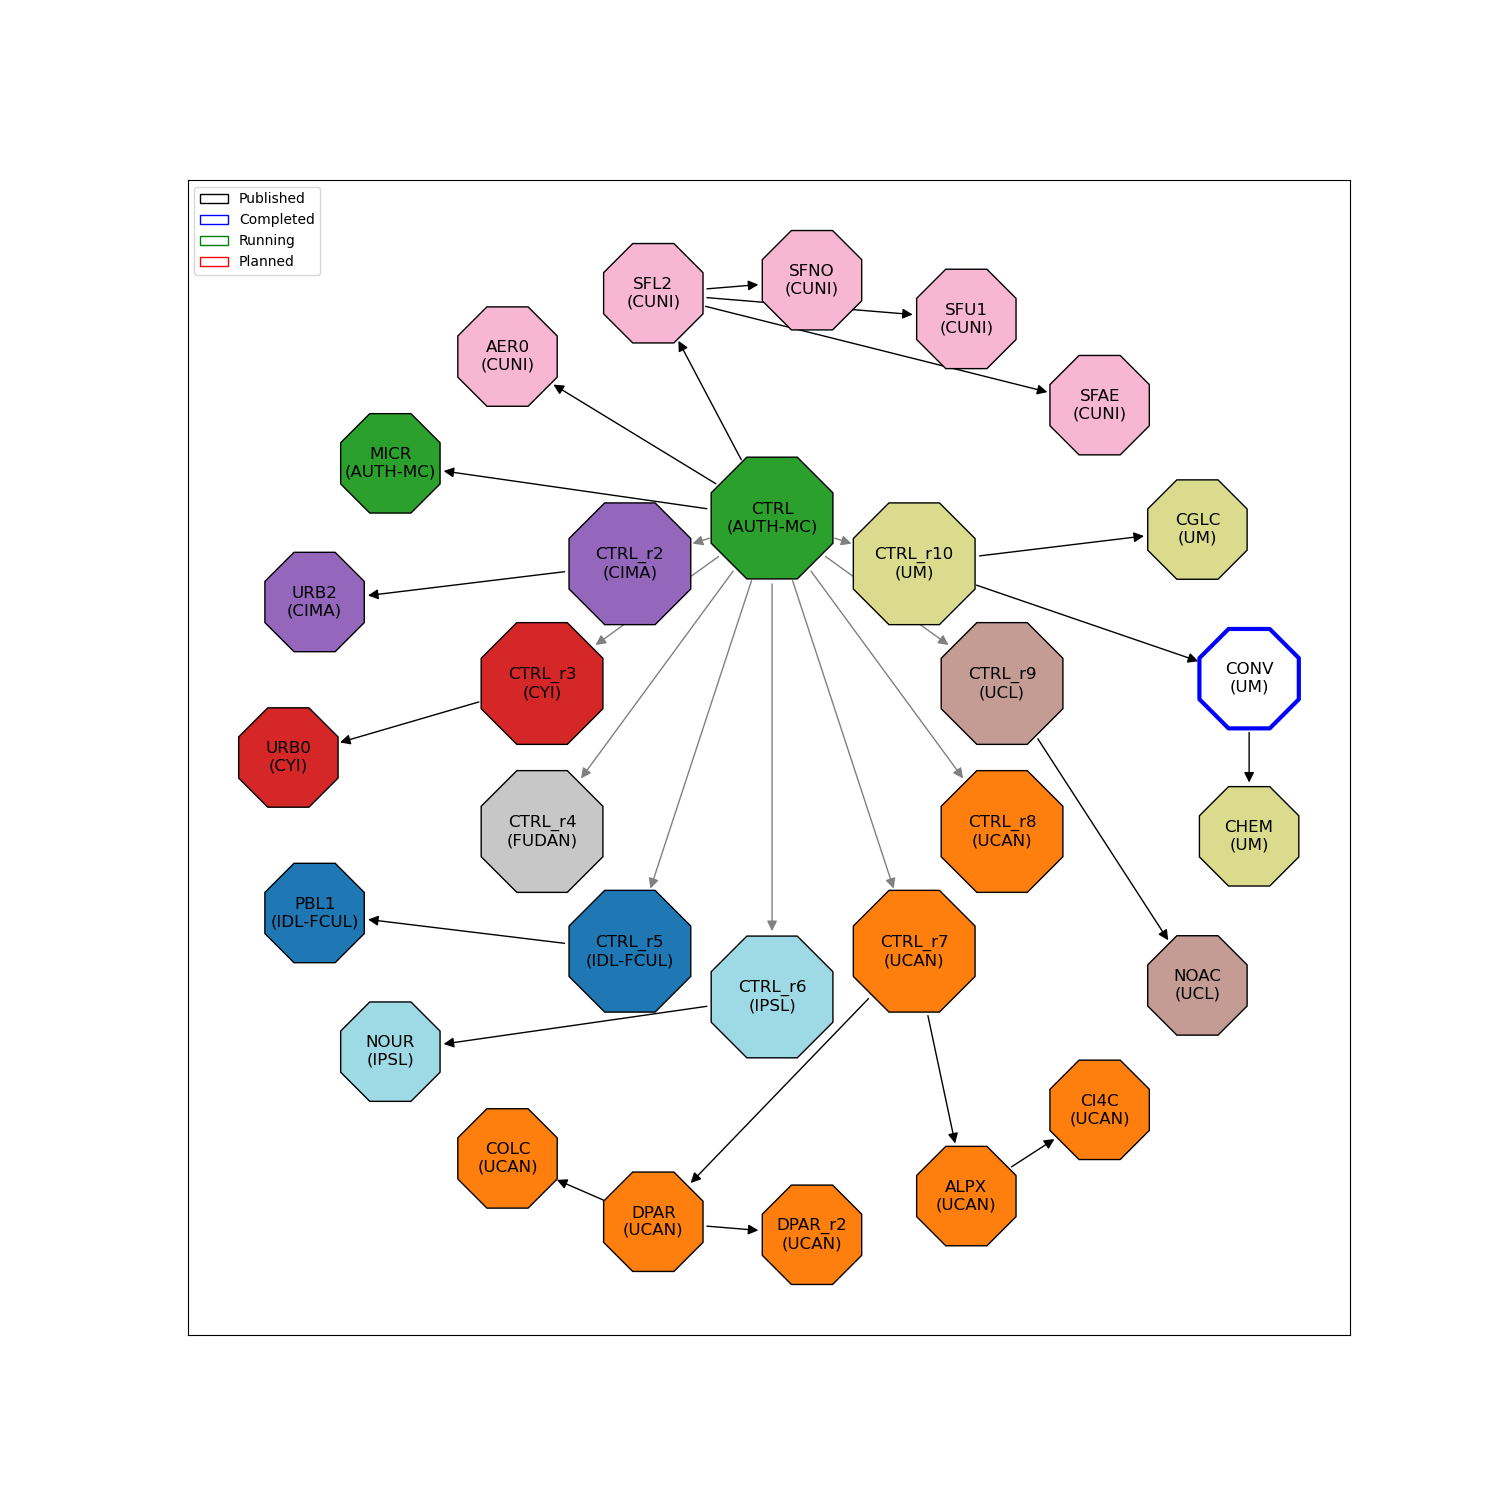 Published
Completed
Running
Planned
SFNO
(CUNI)
SFL2
(CUNI)
SFU1
(CUNI)
AER0
(CUNI)
SFAE
(CUNI)
MICR
(AUTH-MC)
CTRL
(AUTH-MC)
CGLC
(UM)
CTRL_r2
(CIMA)
CTRL_r10
(UM)
URB2
(CIMA)
CTRL_r3
(CYI)
CTRL_r9
(UCL)
CONV
(UM)
URB0
(CYI)
CTRL_r4
(FUDAN)
CTRL_r8
(UCAN)
CHEM
(UM)
PBL1
(IDL-FCUL)
CTRL_r5
(IDL-FCUL)
CTRL_r7
(UCAN)
CTRL_r6
(IPSL)
NOAC
(UCL)
NOUR
(IPSL)
CI4C
(UCAN)
COLC
(UCAN)
ALPX
(UCAN)
DPAR
(UCAN)
DPAR_r2
(UCAN)